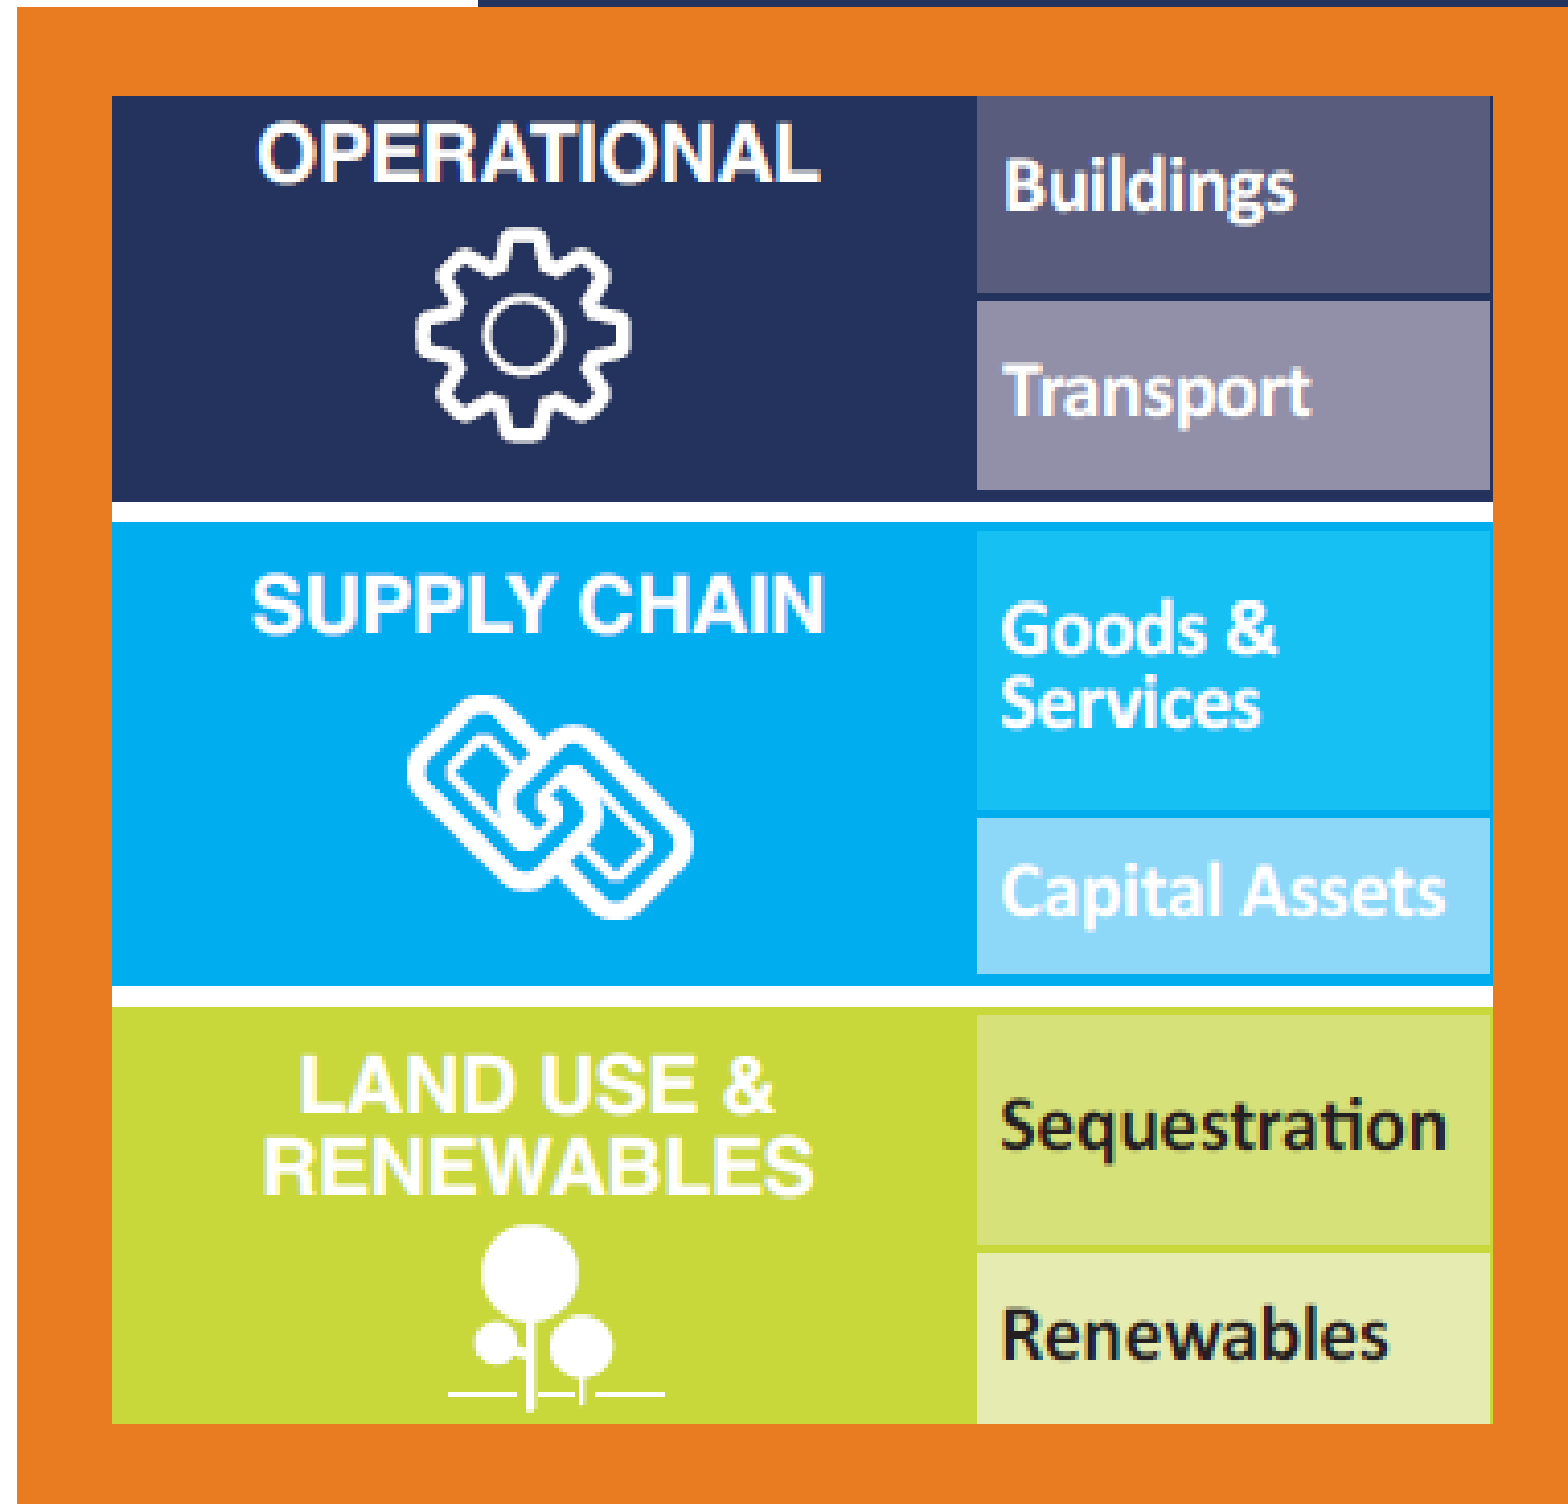 OPERATIONAL
Buildings
Transport
SUPPLY CHAIN
Goods &
Services
Capital Assets
LAND USE &
RENEWABLES
Sequestration
Renewables